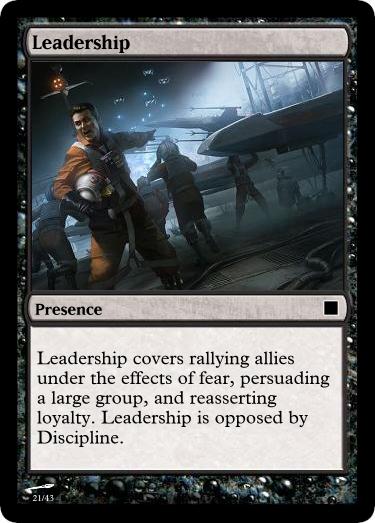 Leadership
Presence
Leadership covers rallying allies
under the effects of fear, persuading
a large group, and reasserting
loyalty. Leadership is opposed by
Discipline.
21/43